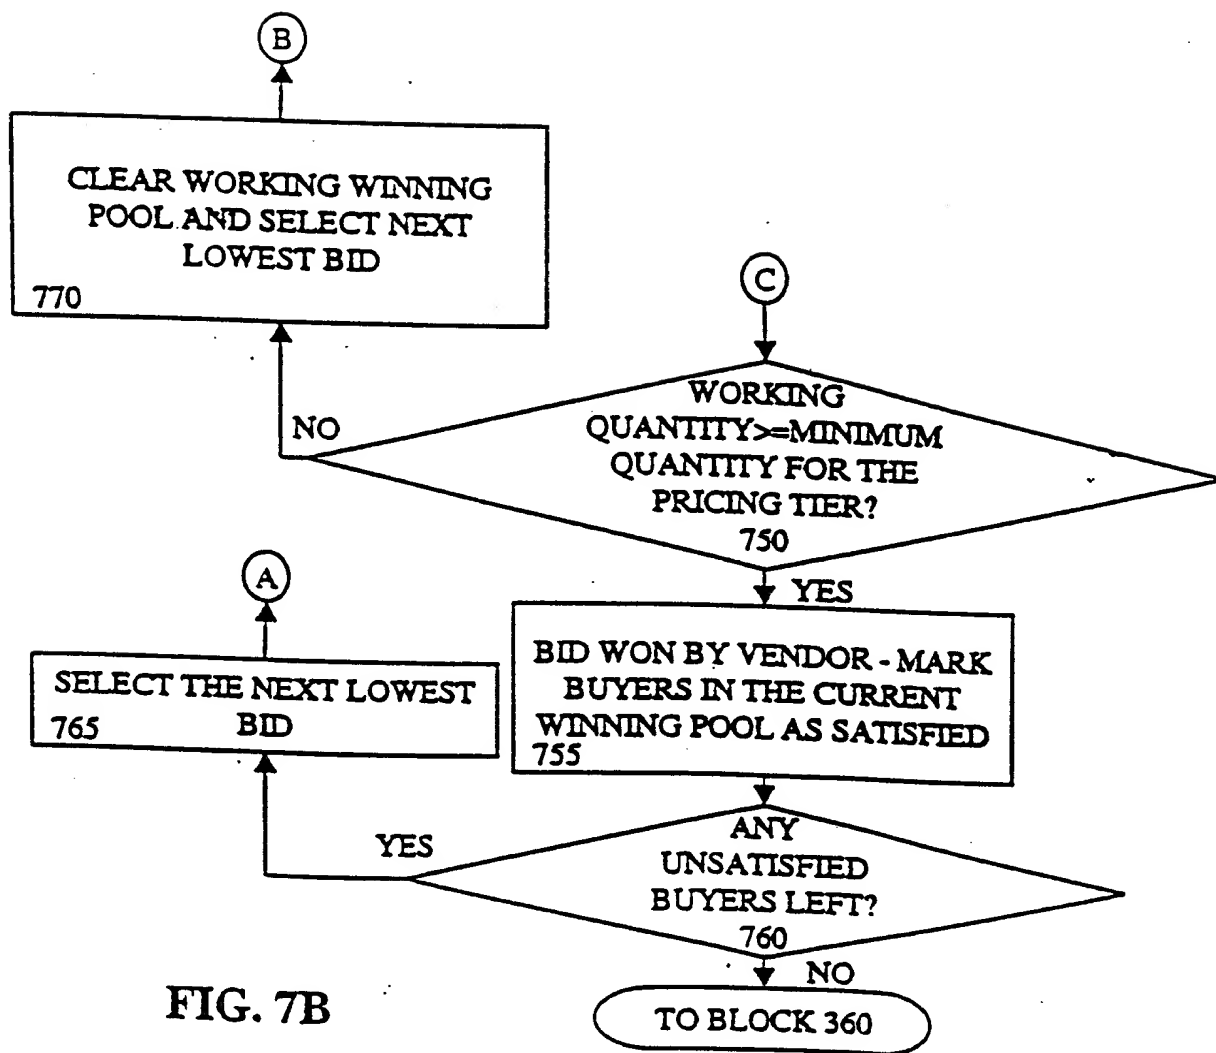 B
CLEAR WORKING WINNING
POOL AND SELECT NEXT
LOWEST BID
770
C
WORKING
QUANTITY>=MINIMUM
QUANTITY FOR THE
PRICING TIER?
750
NO
YES
A
SELECT THE NEXT LOWEST
BID
765
BID WON BY VENDOR - MARK
BUYERS IN THE CURRENT
WINNING POOL AS SATISFIED
755
YES
ANY
UNSATISFIED
BUYERS LEFT?
760
NO
TO BLOCK 360
FIG. 7B